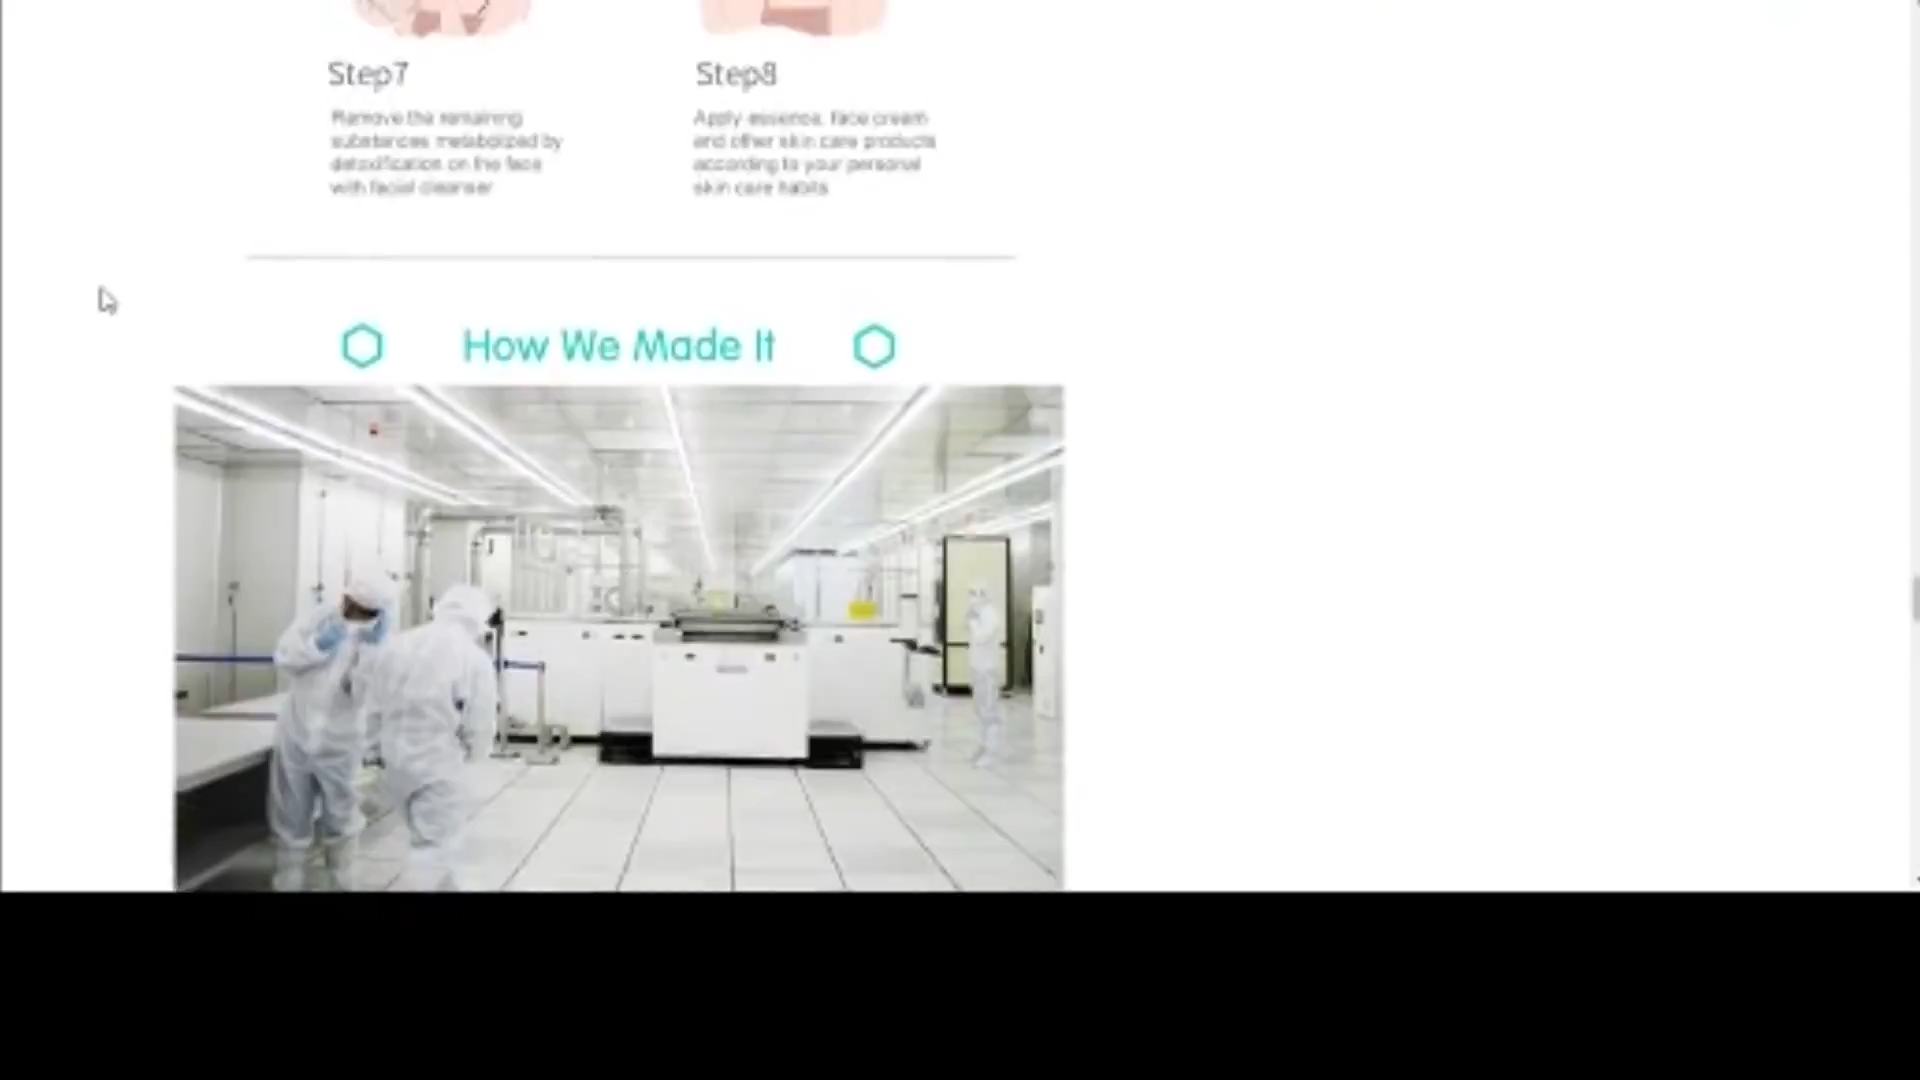 Step7
Remove the remaining
substances metabolized by
detoxification on the face
with facial cleanser
Step8
Apply essence, face cream
and other skin care products
according to your personal
skin care habits
How We Made It